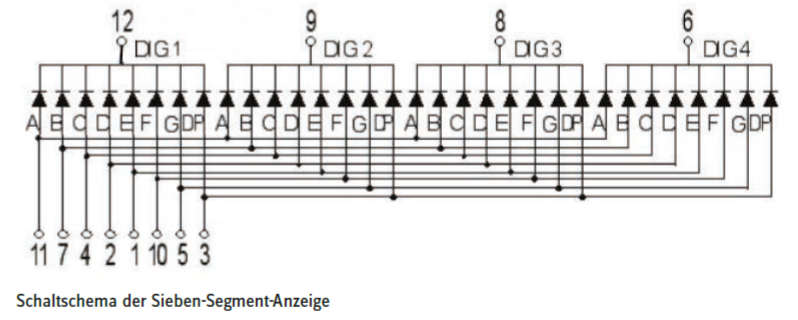 12 9 8 6
DIG1 DIG2 DIG3 DIG4
A B C D E F G DP A B C D E F G DP A B C D E F G DP A B C D E F G DP
11 7 4 2 1 10 5 3
Schaltschema der Sieben-Segment-Anzeige